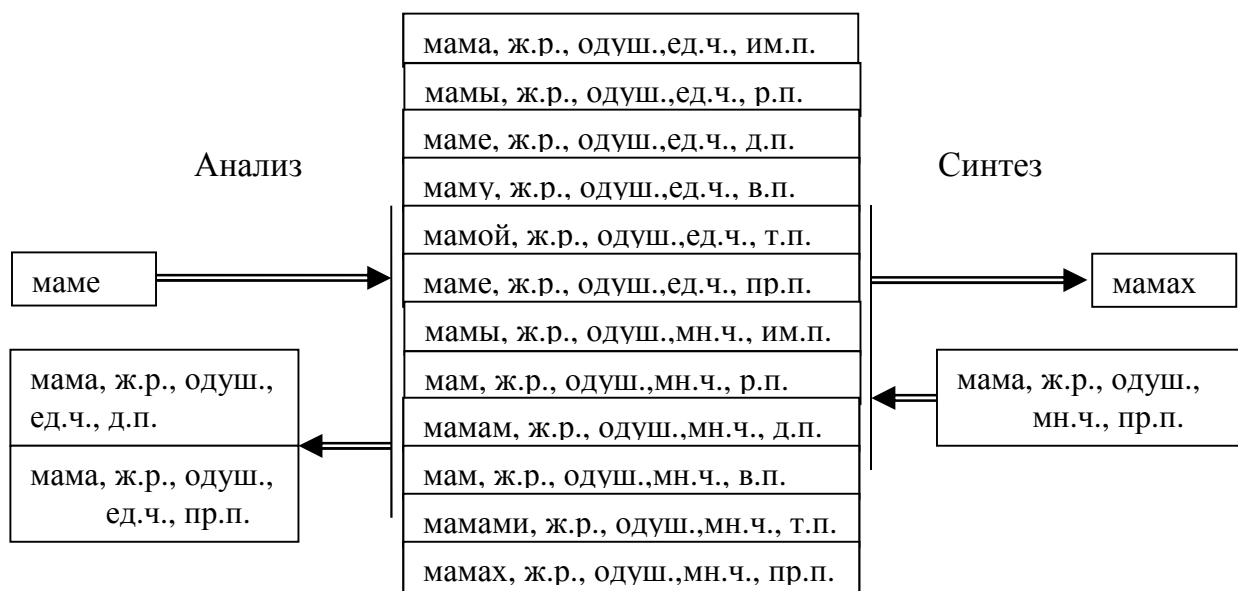 Анализ
маме
мама, ж.р., одуш.,
ед.ч., д.п.
мама, ж.р., одуш.,
ед.ч., пр.п.
мама, ж.р., одуш.,ед.ч., им.п.
мамы, ж.р., одуш.,ед.ч., р.п.
маме, ж.р., одуш.,ед.ч., д.п.
маму, ж.р., одуш.,ед.ч., в.п.
мамой, ж.р., одуш.,ед.ч., т.п.
маме, ж.р., одуш.,ед.ч., пр.п.
мамы, ж.р., одуш.,мн.ч., им.п.
мам, ж.р., одуш.,мн.ч., р.п.
мамам, ж.р., одуш.,мн.ч., д.п.
мам, ж.р., одуш.,мн.ч., в.п.
мамами, ж.р., одуш.,мн.ч., т.п.
мамах, ж.р., одуш.,мн.ч., пр.п.
Синтез
мамах
мама, ж.р., одуш.,
мн.ч., пр.п.